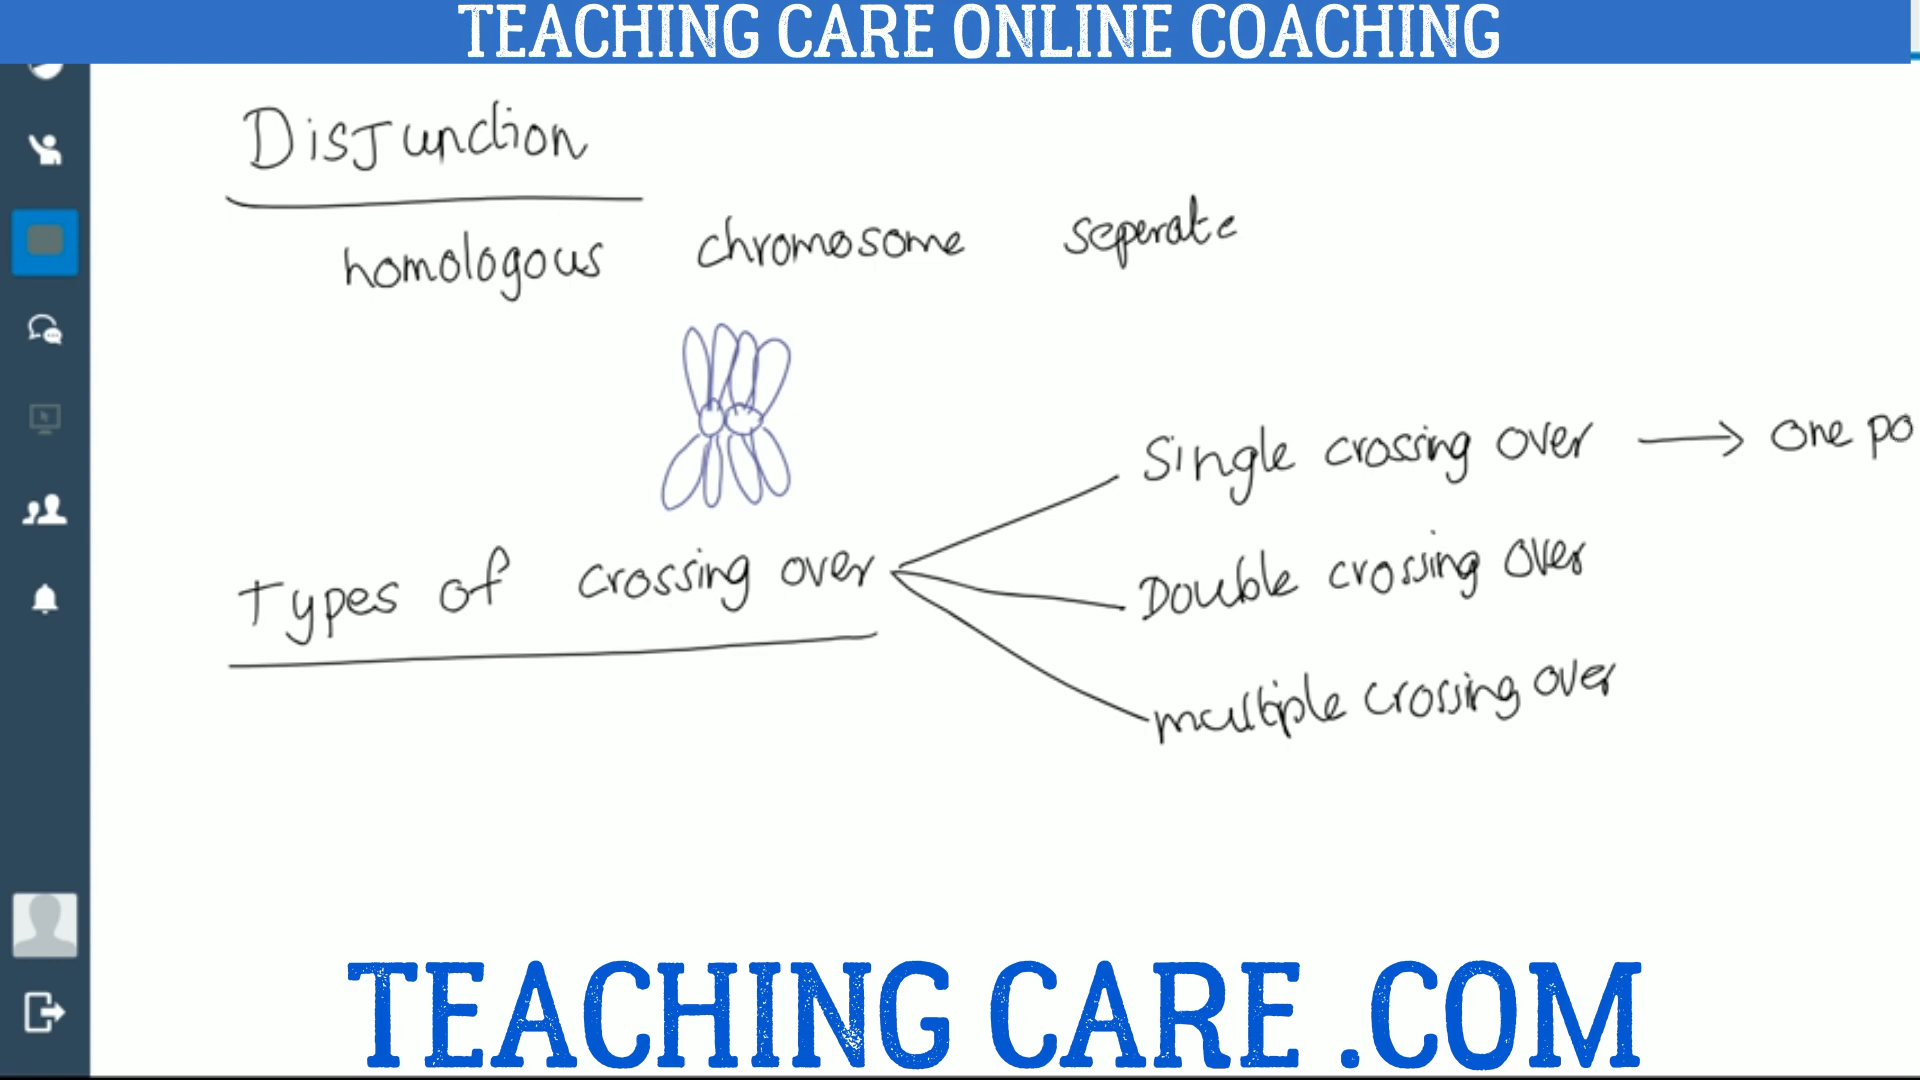 TEACHING CARE ONLINE COACHING
Disjunction
homologous chromosome seperate
Single crossing over → one po
Types of crossing over
Double crossing over
multiple crossing over
TEACHING CARE .COM